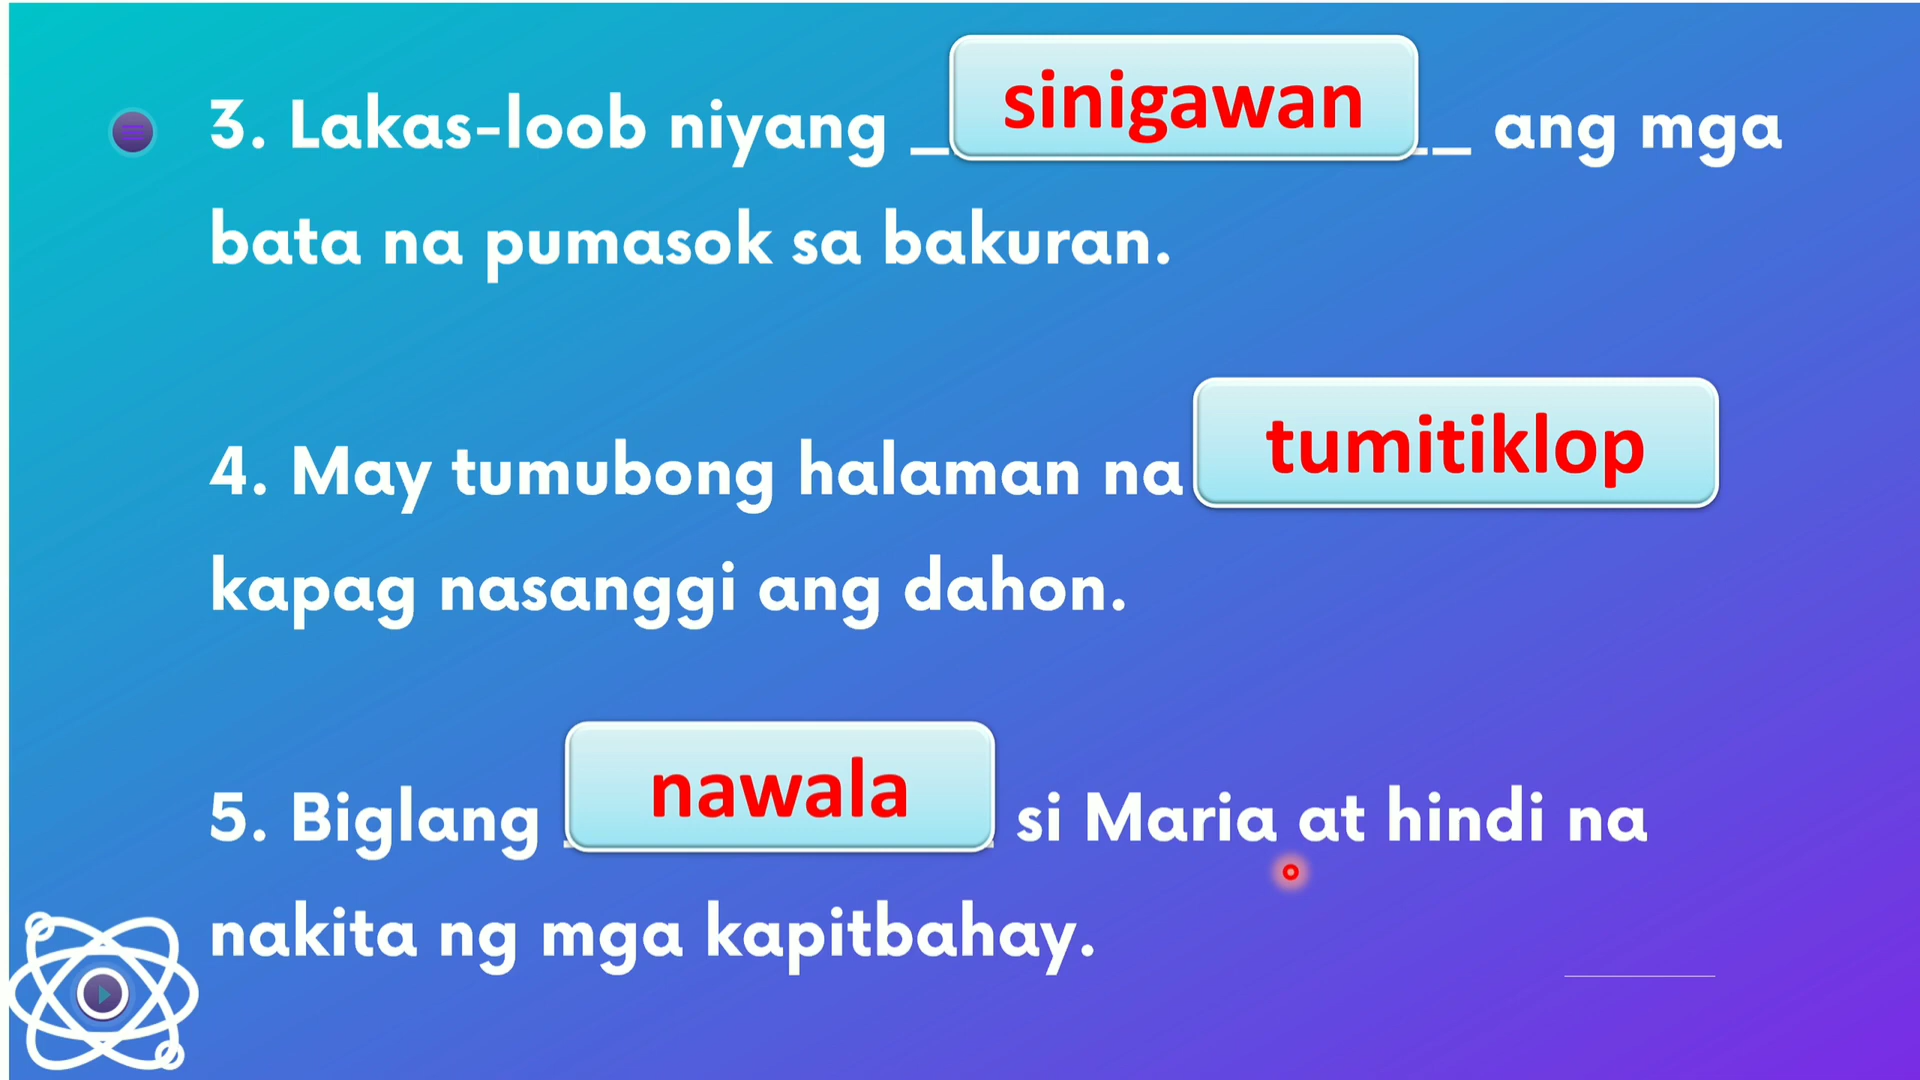 3. Lakas-loob niyang _ sinigawan __ ang mga
bata na pumasok sa bakuran.
4. May tumubong halaman na tumitiklop
kapag nasanggi ang dahon.
5. Biglang nawala si Maria at hindi na
nakita ng mga kapitbahay.